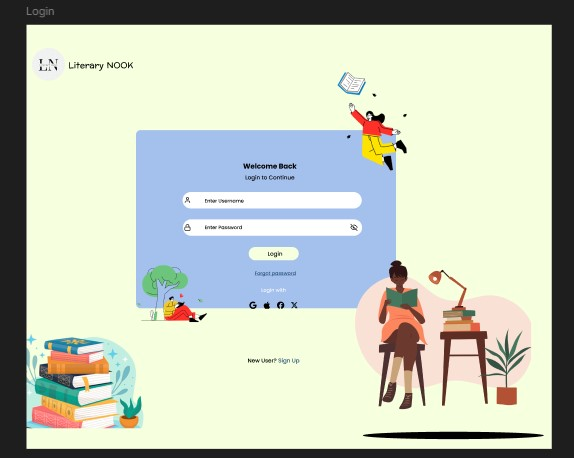 Login
LN
Literary NOOK
Welcome Back
Login to Continue
Enter Username
Enter Password
Login
Forgot password
Login with
New User? Sign Up